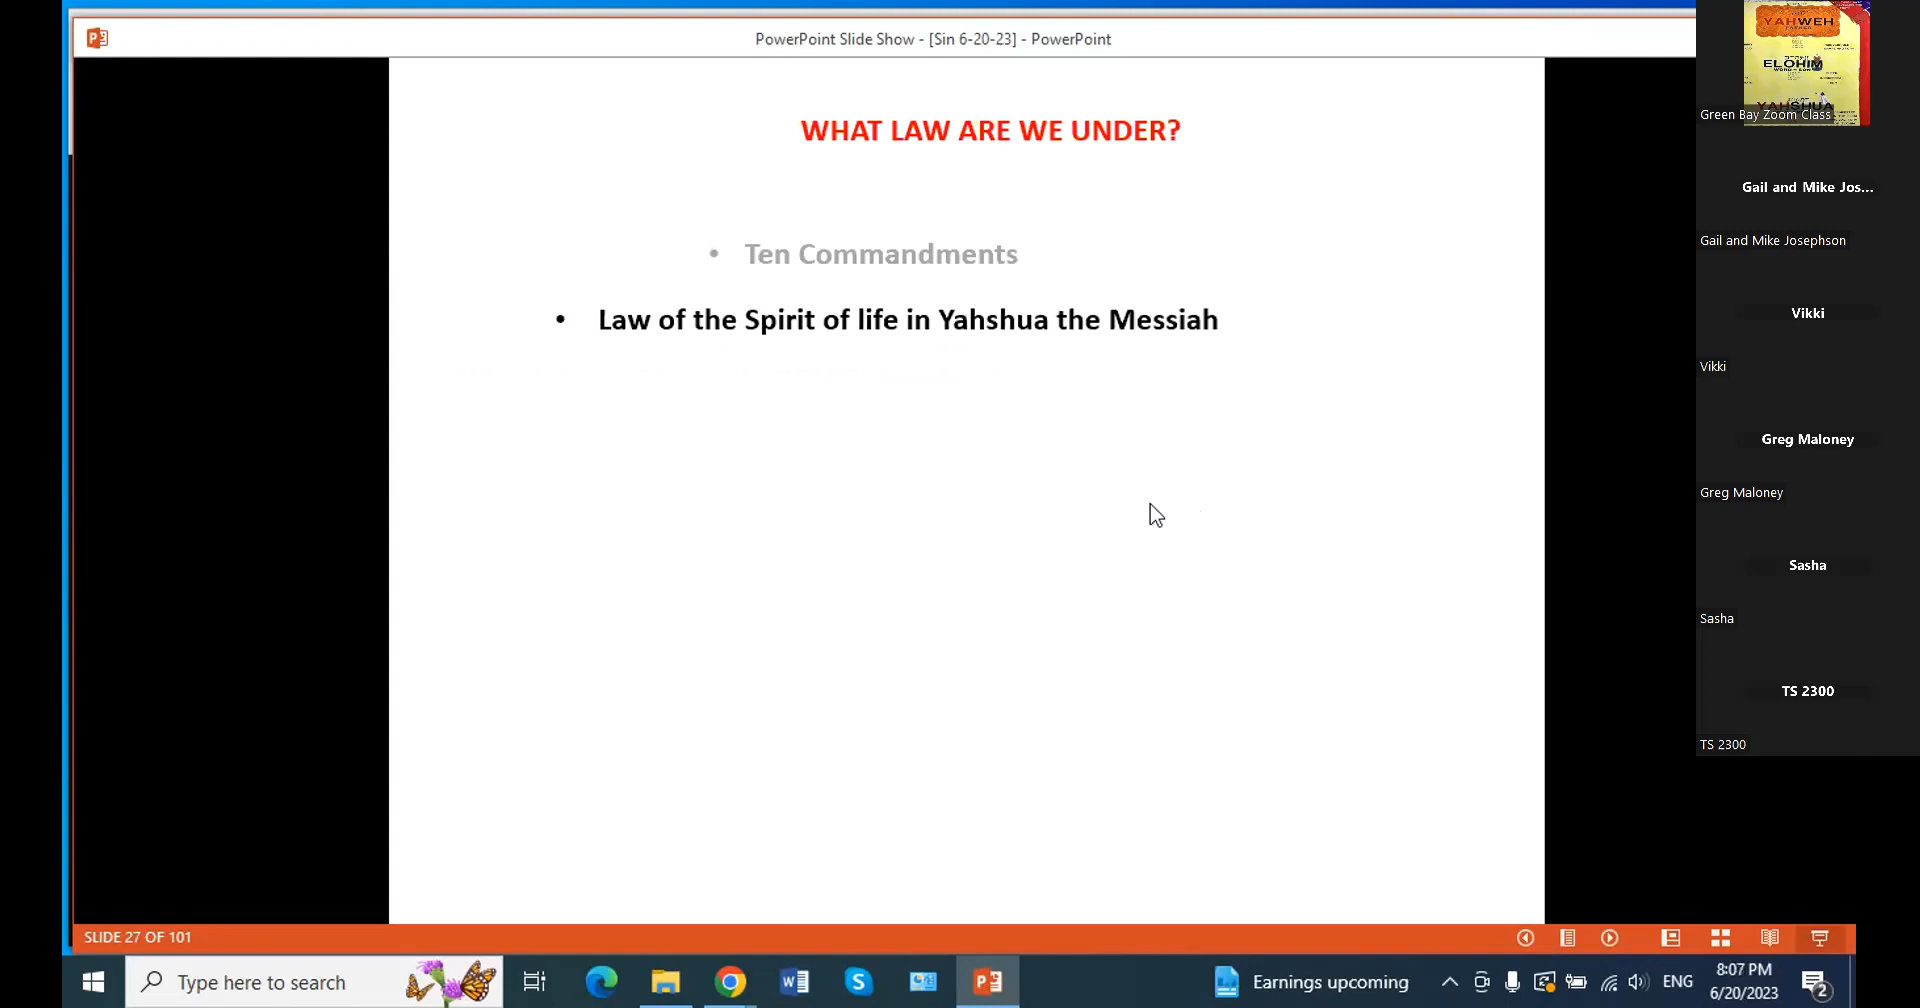 PowerPoint Slide Show - [Sin 6-20-23] - PowerPoint
WHAT LAW ARE WE UNDER?
• Ten Commandments
• Law of the Spirit of life in Yahshua the Messiah
SLIDE 27 OF 101
YAHWEH
ELOHIM
YAHSHUA
Green Bay Zoom Class
Gail and Mike Jos...
Gail and Mike Josephson
Vikki
Vikki
Greg Maloney
Greg Maloney
Sasha
Sasha
TS 2300
TS 2300
Type here to search
Earnings upcoming
ENG
8:07 PM
6/20/2023
2